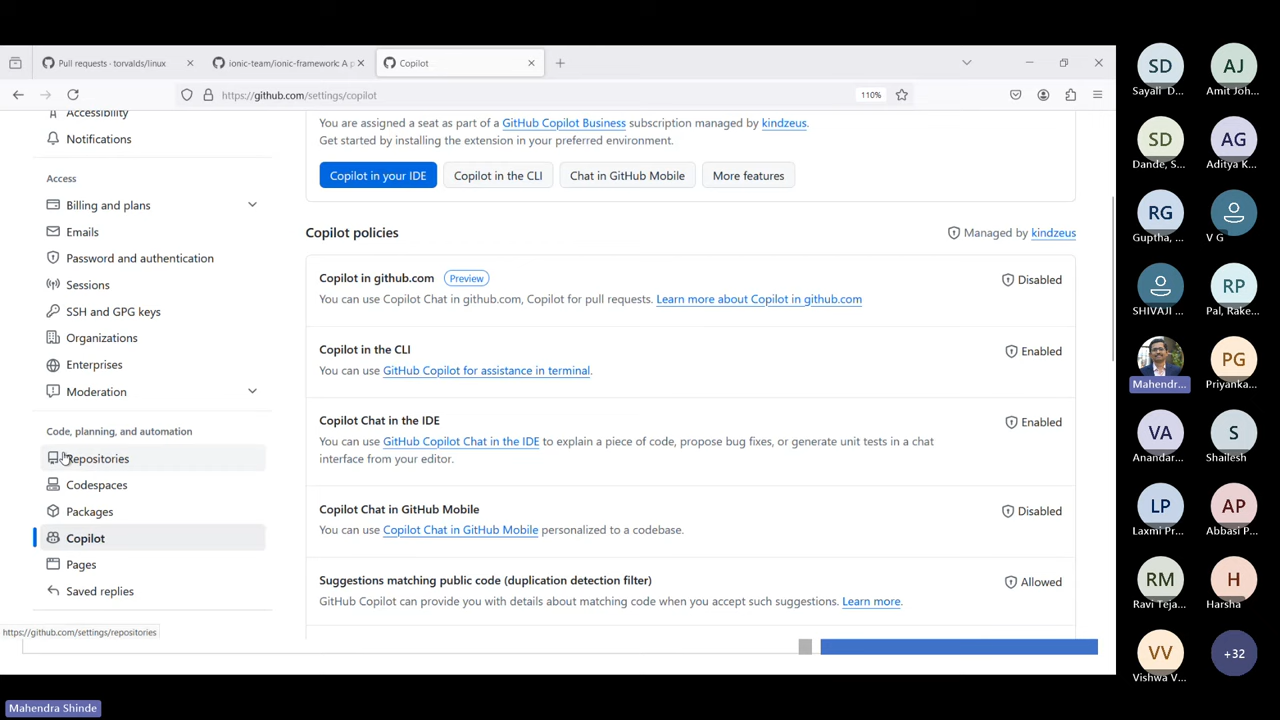 Pull requests · torvalds/linux
ionic-team/ionic-framework: A p
Copilot
https://github.com/settings/copilot
110%
Accessibility
Notifications
Access
Billing and plans
Emails
Password and authentication
Sessions
SSH and GPG keys
Organizations
Enterprises
Moderation
Code, planning, and automation
Repositories
Codespaces
Packages
Copilot
Pages
Saved replies
https://github.com/settings/repositories
You are assigned a seat as part of a GitHub Copilot Business subscription managed by kindzeus.
Get started by installing the extension in your preferred environment.
Copilot in your IDE
Copilot in the CLI
Chat in GitHub Mobile
More features
Copilot policies
Managed by kindzeus
Copilot in github.com Preview
Disabled
You can use Copilot Chat in github.com, Copilot for pull requests. Learn more about Copilot in github.com
Copilot in the CLI
Enabled
You can use GitHub Copilot for assistance in terminal.
Copilot Chat in the IDE
Enabled
You can use GitHub Copilot Chat in the IDE to explain a piece of code, propose bug fixes, or generate unit tests in a chat
interface from your editor.
Copilot Chat in GitHub Mobile
Disabled
You can use Copilot Chat in GitHub Mobile personalized to a codebase.
Suggestions matching public code (duplication detection filter)
Allowed
GitHub Copilot can provide you with details about matching code when you accept such suggestions. Learn more.
SD
Sayali D...
AJ
Amit Joh...
SD
Dande, S...
AG
Aditya K...
RG
Guptha, ...
V G
SHIVAJI ...
RP
Pal, Rake...
Mahendr...
PG
Priyanka...
VA
Anandar...
S
Shailesh
LP
Laxmi Pr...
AP
Abbasi P...
RM
Ravi Teja...
H
Harsha
VV
Vishwa V...
+32
Mahendra Shinde